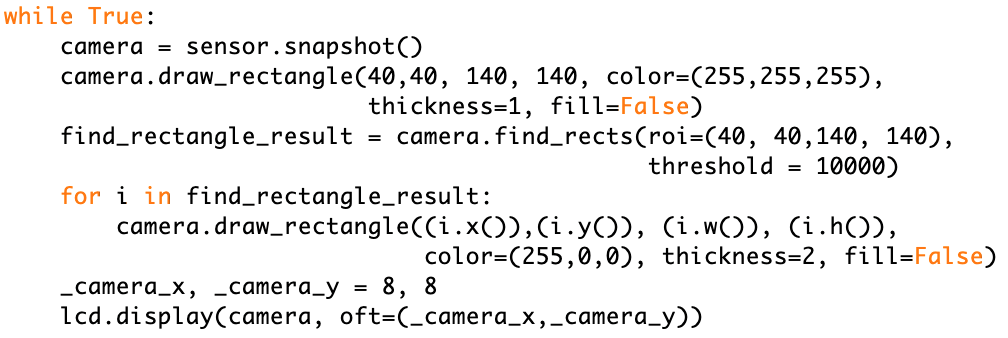 while True:
    camera = sensor.snapshot()
    camera.draw_rectangle(40,40, 140, 140, color=(255,255,255),
                          thickness=1, fill=False)
    find_rectangle_result = camera.find_rects(roi=(40, 40,140, 140),
                                              threshold = 10000)
    for i in find_rectangle_result:
        camera.draw_rectangle((i.x()),(i.y()), (i.w()), (i.h()),
                              color=(255,0,0), thickness=2, fill=False)
    _camera_x, _camera_y = 8, 8
    lcd.display(camera, oft=(_camera_x,_camera_y))